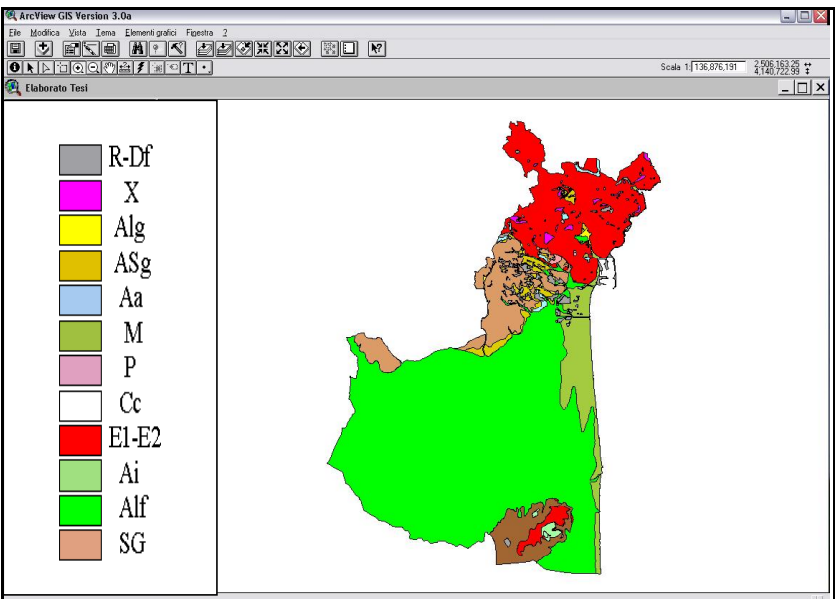 ArcView GIS Version 3.0a
File Modifica Vista Tema Elementi grafici Finestra ?
Scala 1: 136,876,191 2,506,163.25
4,140,722.99
Elaborato Tesi
R-Df
X
Alg
ASg
Aa
M
P
Cc
E1-E2
Ai
Alf
SG